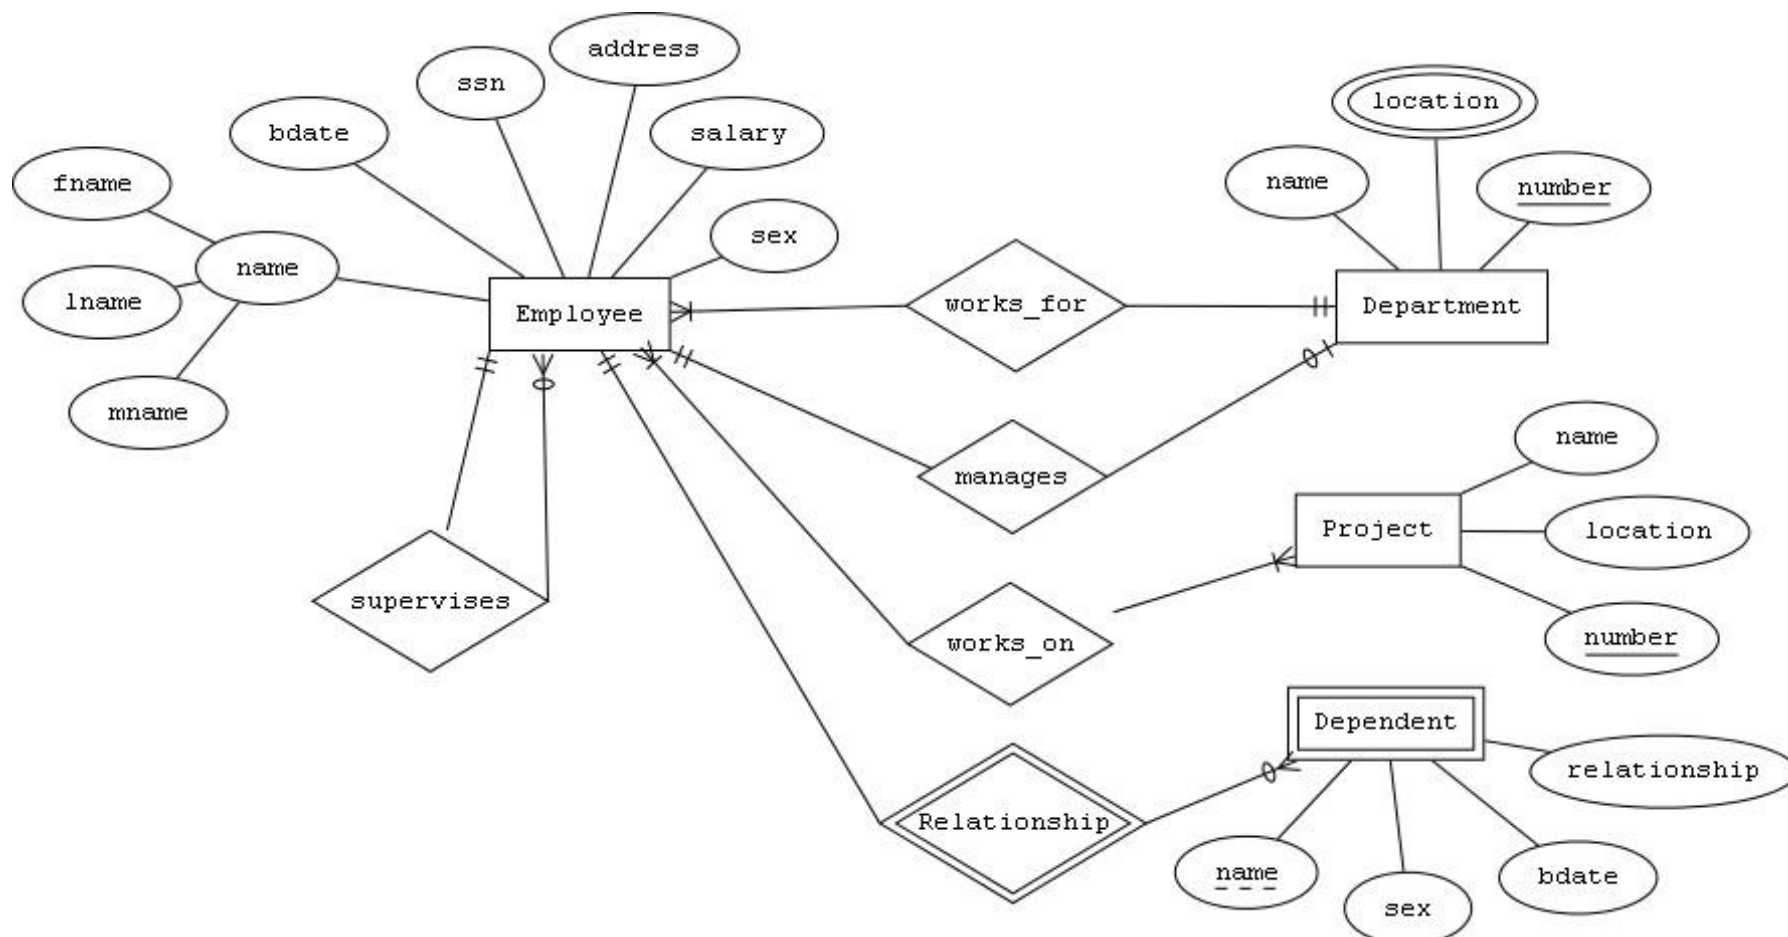 address
ssn
location
bdate
salary
fname
name
number
sex
name
lname
Employee
works_for
Department
mname
name
manages
Project
location
supervises
works_on
number
Dependent
relationship
Relationship
name
bdate
sex